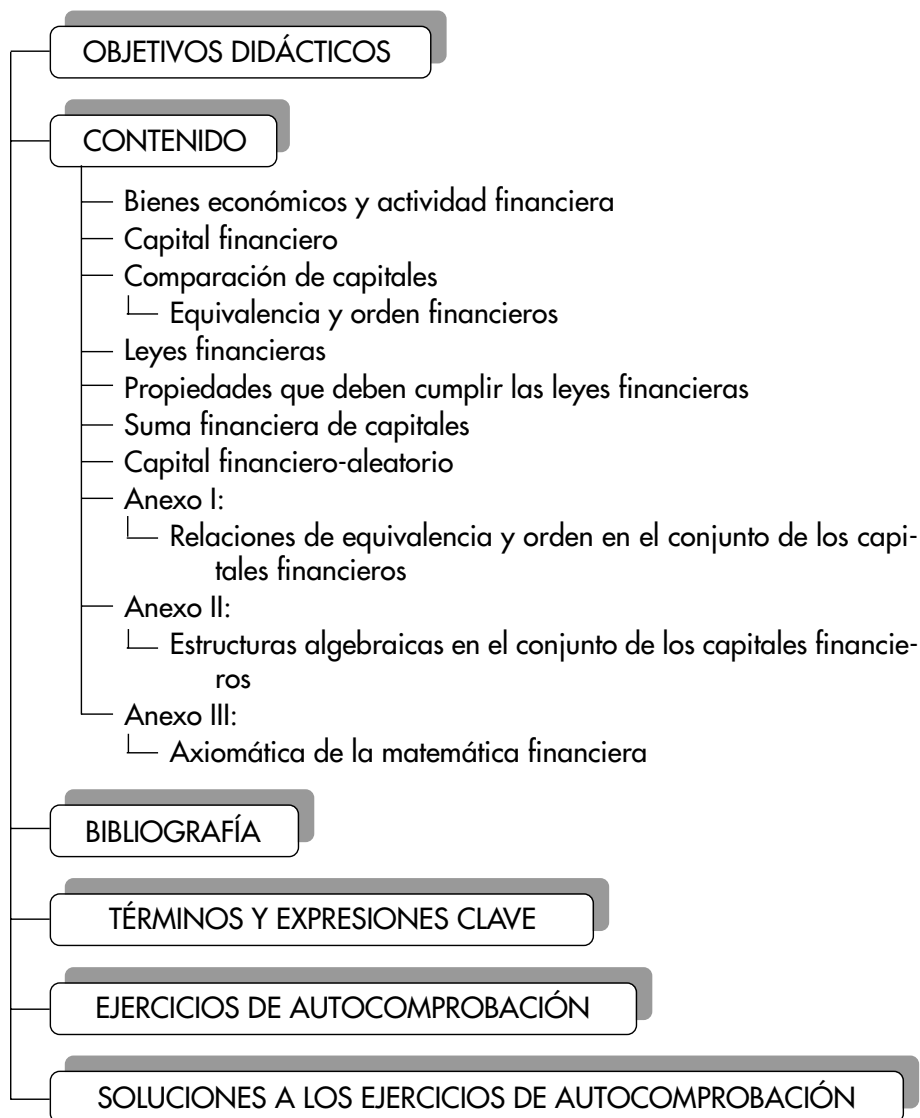 OBJETIVOS DIDÁCTICOS
CONTENIDO
Bienes económicos y actividad financiera
Capital financiero
Comparación de capitales
Equivalencia y orden financieros
Leyes financieras
Propiedades que deben cumplir las leyes financieras
Suma financiera de capitales
Capital financiero-aleatorio
Anexo I:
Relaciones de equivalencia y orden en el conjunto de los capi-
tales financieros
Anexo II:
Estructuras algebraicas en el conjunto de los capitales financie-
ros
Anexo III:
Axiomática de la matemática financiera
BIBLIOGRAFÍA
TÉRMINOS Y EXPRESIONES CLAVE
EJERCICIOS DE AUTOCOMPROBACIÓN
SOLUCIONES A LOS EJERCICIOS DE AUTOCOMPROBACIÓN